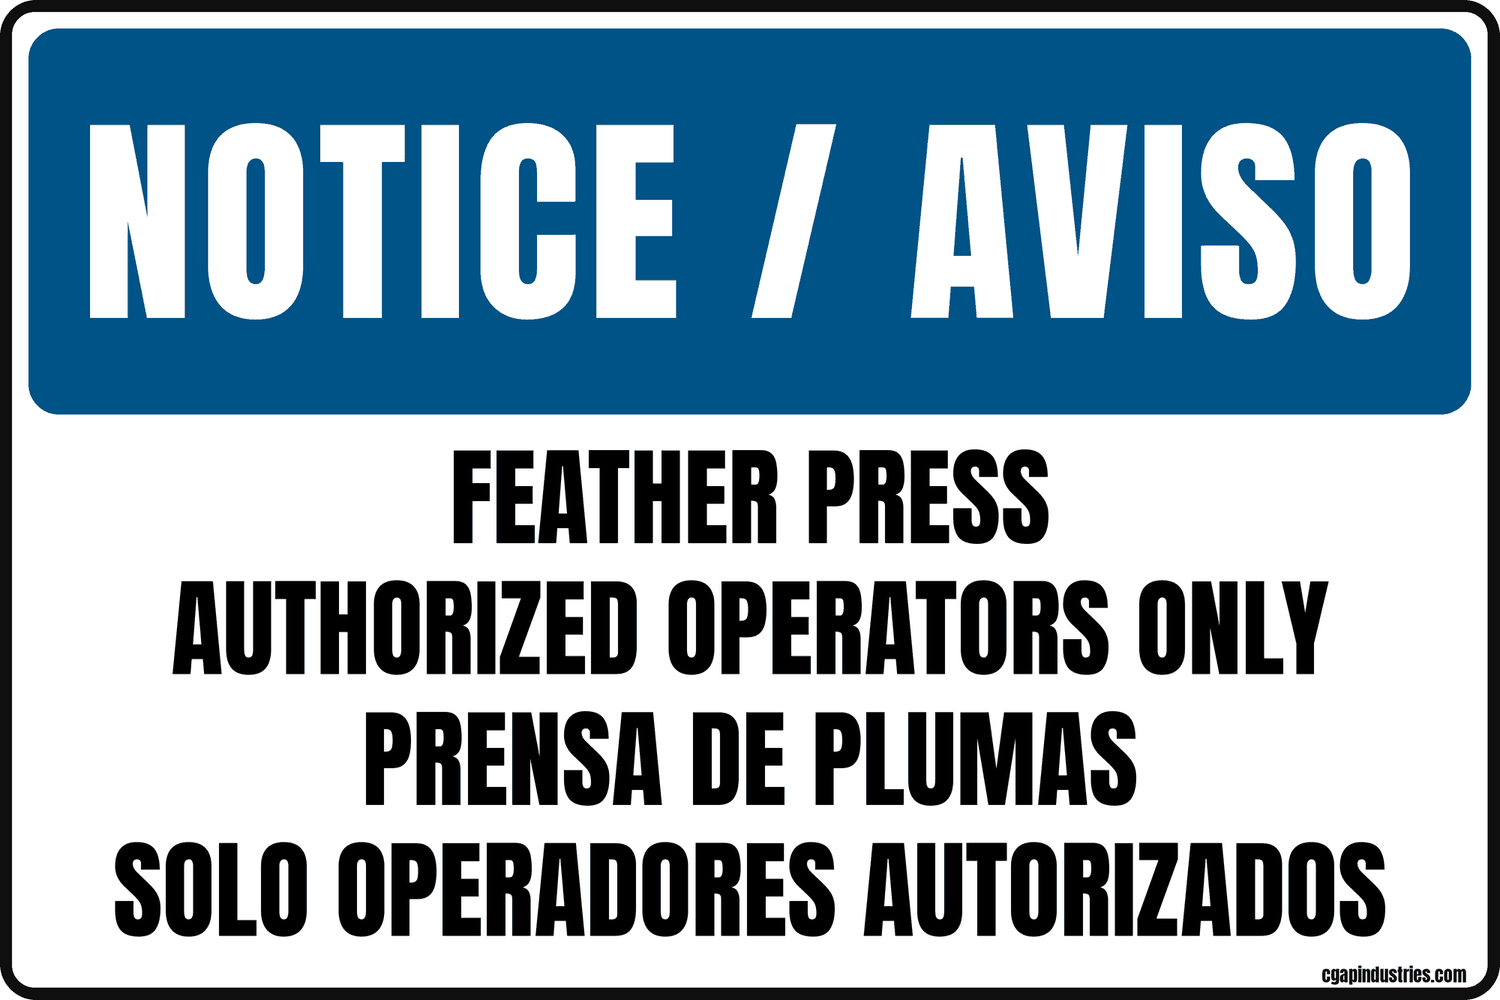 NOTICE / AVISO
FEATHER PRESS
AUTHORIZED OPERATORS ONLY
PRENSA DE PLUMAS
SOLO OPERADORES AUTORIZADOS
cgapindustries.com